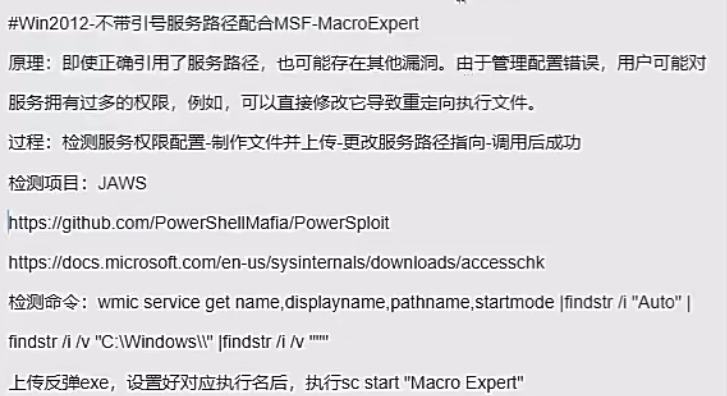 #Win2012-不带引号服务路径配合MSF-MacroExpert
原理：即使正确引用了服务路径，也可能存在其他漏洞。由于管理配置错误，用户可能对
服务拥有过多的权限，例如，可以直接修改它导致重定向执行文件。
过程：检测服务权限配置-制作文件并上传-更改服务路径指向-调用后成功
检测项目：JAWS
https://github.com/PowerShellMafia/PowerSploit
https://docs.microsoft.com/en-us/sysinternals/downloads/accesschk
检测命令：wmic service get name,displayname,pathname,startmode |findstr /i "Auto" |
findstr /i /v "C:\Windows\\" |findstr /i /v """
上传反弹exe，设置好对应执行名后，执行sc start "Macro Expert"